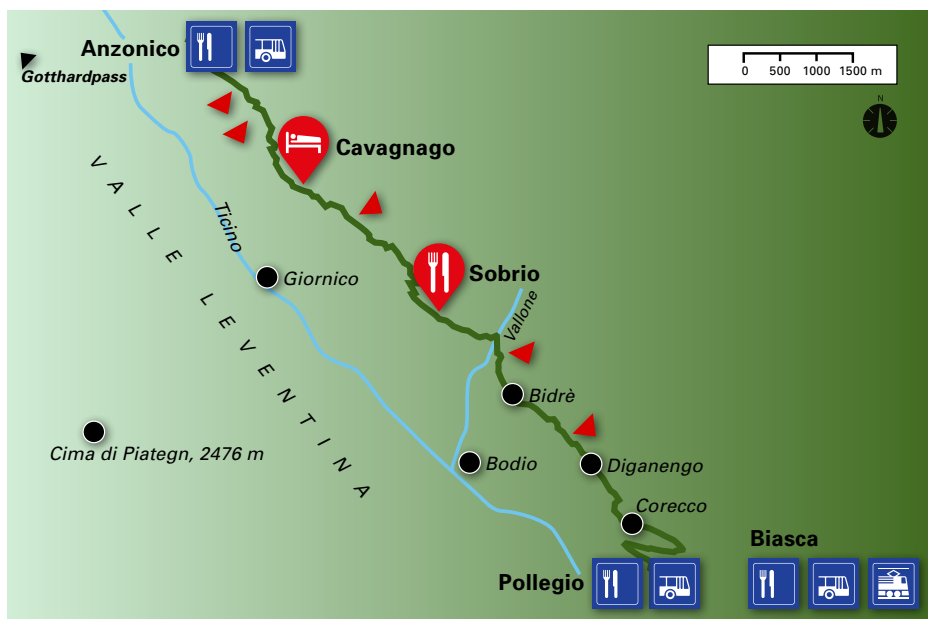 Anzonico
Gotthardpass
0 500 1000 1500 m
N
Cavagnago
VALLE LEVENTINA
Ticino
Giornico
Sobrio
Vallone
Bidrè
Cima di Piategn, 2476 m
Bodio
Diganengo
Corecco
Biasca
Pollegio